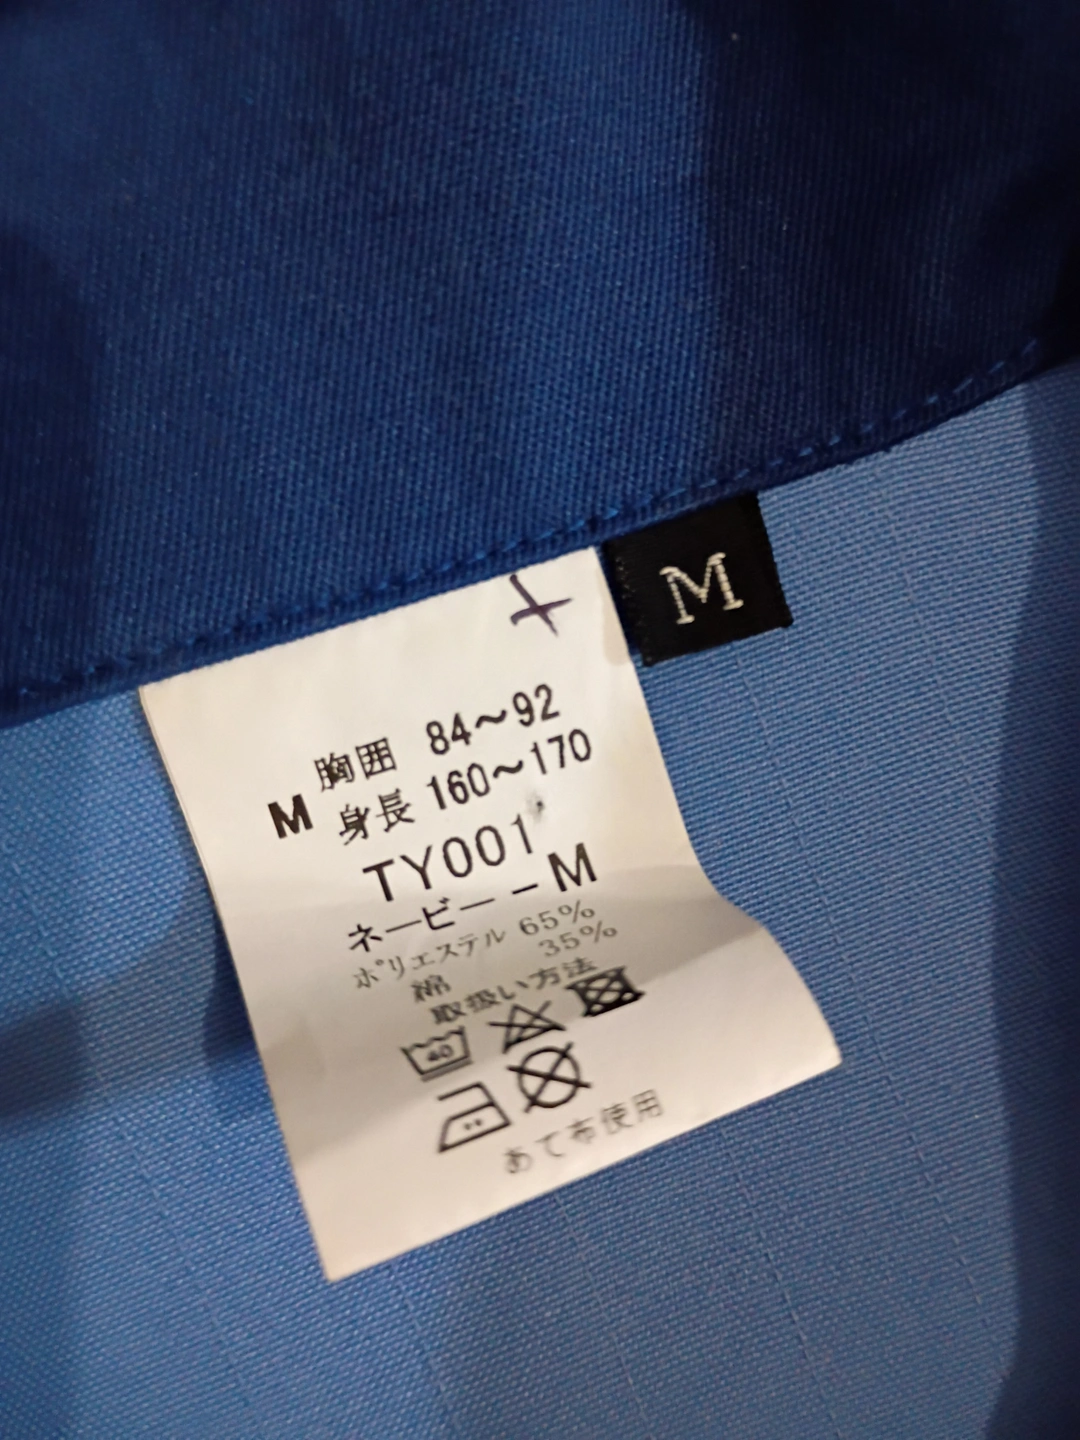 M
M 胸囲 84～92
身長 160～170
TY001
ネービー－M
ポリエステル 65%
綿 35%
取扱い方法
40
あて布使用